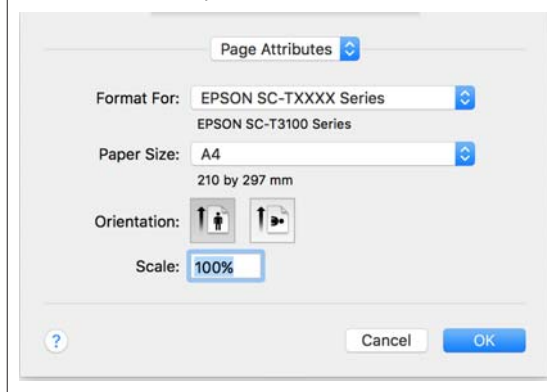 Page Attributes
Format For: EPSON SC-TXXXX Series
EPSON SC-T3100 Series
Paper Size: A4
210 by 297 mm
Orientation:
Scale: 100%
? Cancel OK